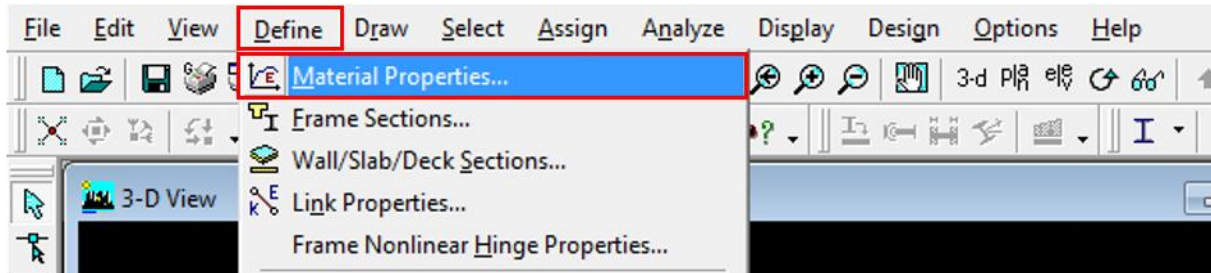 File Edit View Define Draw Select Assign Analyze Display Design Options Help
Material Properties...
3-d
Frame Sections...
Wall/Slab/Deck Sections...
3-D View
Link Properties...
Frame Nonlinear Hinge Properties...